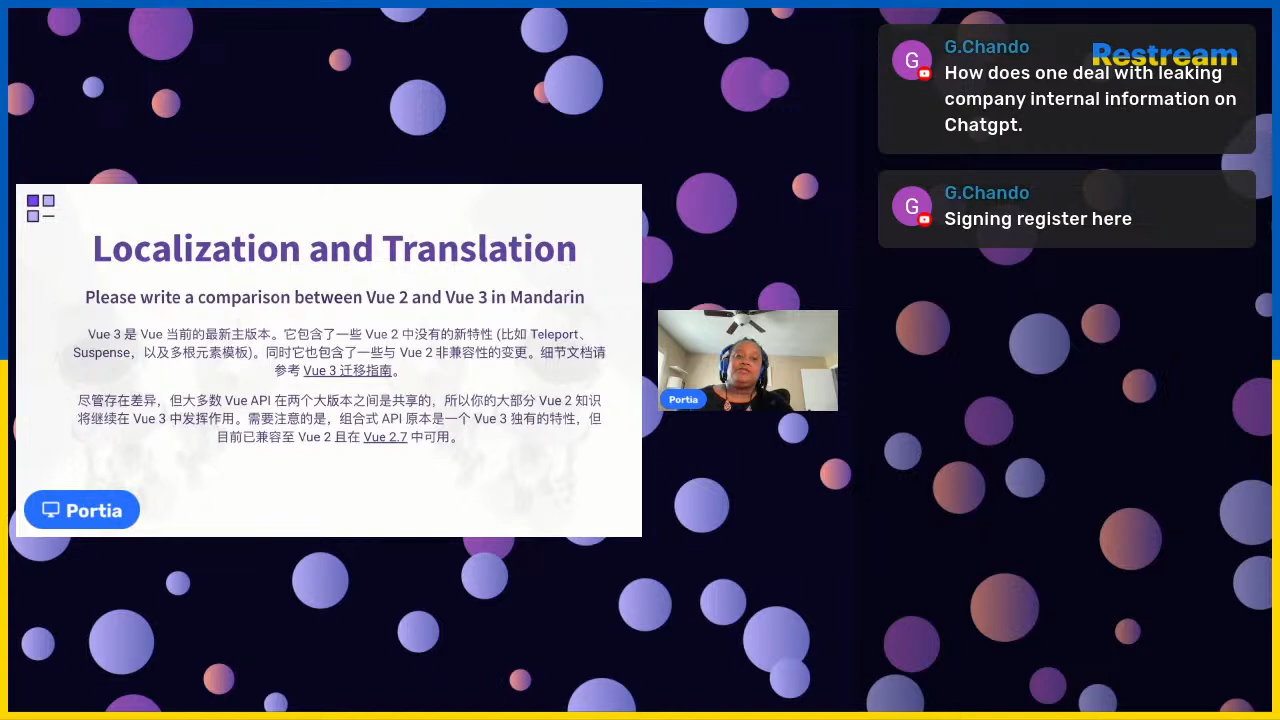 Localization and Translation
Please write a comparison between Vue 2 and Vue 3 in Mandarin
Vue 3 是 Vue 当前的最新主版本。它包含了一些 Vue 2 中没有的新特性 (比如 Teleport、
Suspense，以及多根元素模板)。同时它也包含了一些与 Vue 2 非兼容性的变更。细节文档请
参考 Vue 3 迁移指南。
尽管存在差异，但大多数 Vue API 在两个大版本之间是共享的，所以你的大部分 Vue 2 知识
将继续在 Vue 3 中发挥作用。需要注意的是，组合式 API 原本是一个 Vue 3 独有的特性，但
目前已兼容至 Vue 2 且在 Vue 2.7 中可用。
Portia
Portia
Restream
G
G.Chando
How does one deal with leaking
company internal information on
Chatgpt.
G
G.Chando
Signing register here